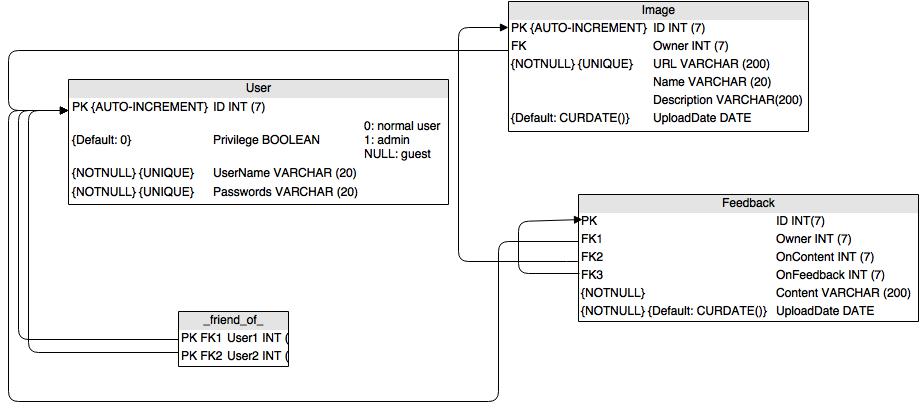 Image
PK {AUTO-INCREMENT} ID INT (7)
FK Owner INT (7)
{NOTNULL} {UNIQUE} URL VARCHAR (200)
Name VARCHAR (20)
Description VARCHAR(200)
{Default: CURDATE()} UploadDate DATE
User
PK {AUTO-INCREMENT} ID INT (7)
{Default: 0} Privilege BOOLEAN
0: normal user
1: admin
NULL: guest
{NOTNULL} {UNIQUE} UserName VARCHAR (20)
{NOTNULL} {UNIQUE} Passwords VARCHAR (20)
Feedback
PK ID INT(7)
FK1 Owner INT (7)
FK2 OnContent INT (7)
FK3 OnFeedback INT (7)
{NOTNULL} Content VARCHAR (200)
{NOTNULL} {Default: CURDATE()} UploadDate DATE
_friend_of_
PK FK1 User1 INT (
PK FK2 User2 INT (